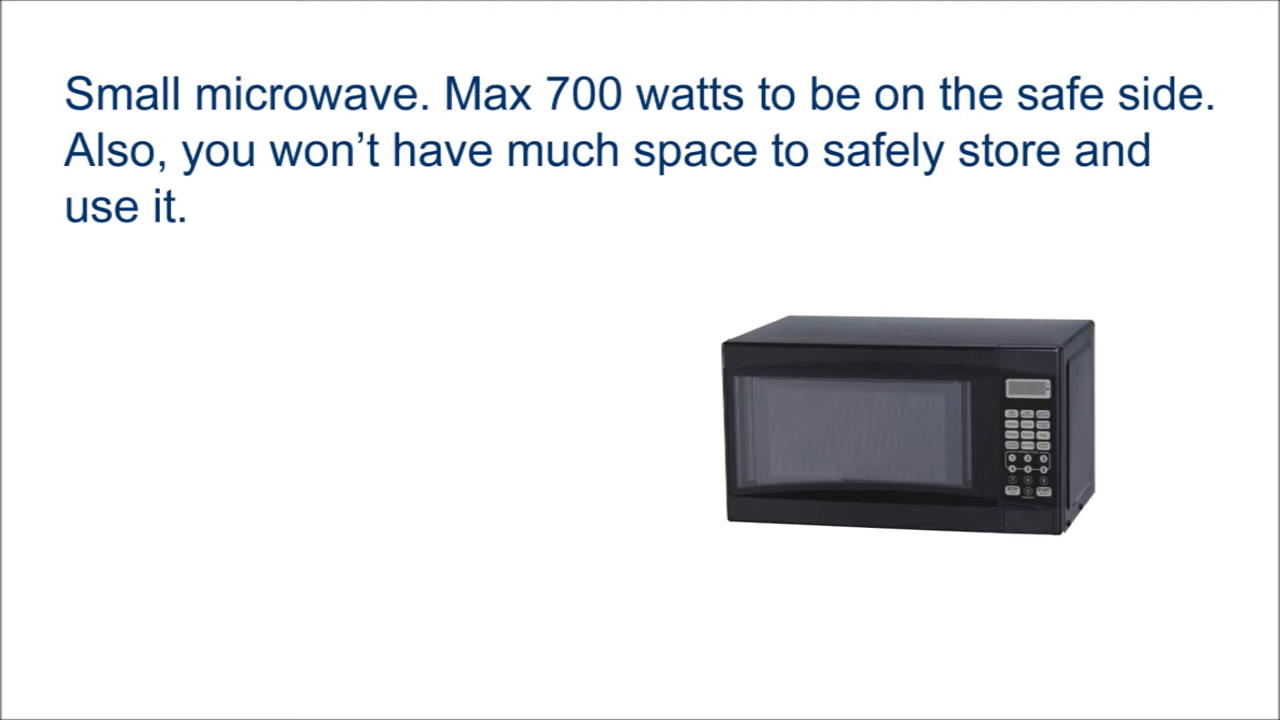 Small microwave. Max 700 watts to be on the safe side.
Also, you won’t have much space to safely store and
use it.